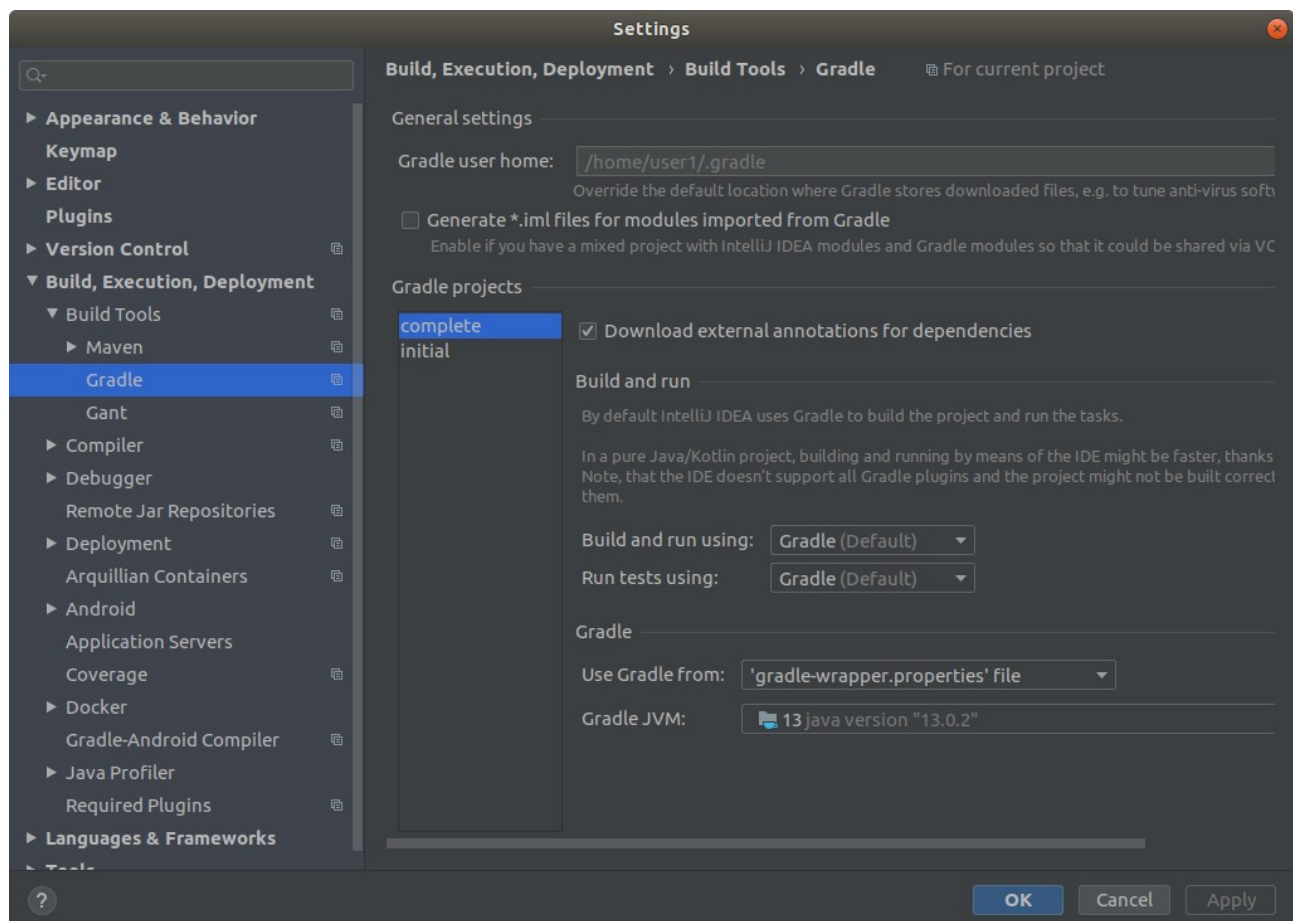 Settings
Build, Execution, Deployment › Build Tools › Gradle For current project
Appearance & Behavior
Keymap
Editor
Plugins
Version Control
Build, Execution, Deployment
Build Tools
Maven
Gradle
Gant
Compiler
Debugger
Remote Jar Repositories
Deployment
Arquillian Containers
Android
Application Servers
Coverage
Docker
Gradle-Android Compiler
Java Profiler
Required Plugins
Languages & Frameworks
Tools
General settings
Gradle user home: /home/user1/.gradle
Override the default location where Gradle stores downloaded files, e.g. to tune anti-virus
Generate *.iml files for modules imported from Gradle
Enable if you have a mixed project with IntelliJ IDEA modules and Gradle modules so that it could be shared via VC
Gradle projects
complete
initial
Download external annotations for dependencies
Build and run
By default IntelliJ IDEA uses Gradle to build the project and run the tasks.
In a pure Java/Kotlin project, building and running by means of the IDE might be faster, thanks
Note, that the IDE doesn't support all Gradle plugins and the project might not be built correct
them.
Build and run using: Gradle (Default)
Run tests using: Gradle (Default)
Gradle
Use Gradle from: 'gradle-wrapper.properties' file
Gradle JVM: 13 java version "13.0.2"
? OK Cancel Apply